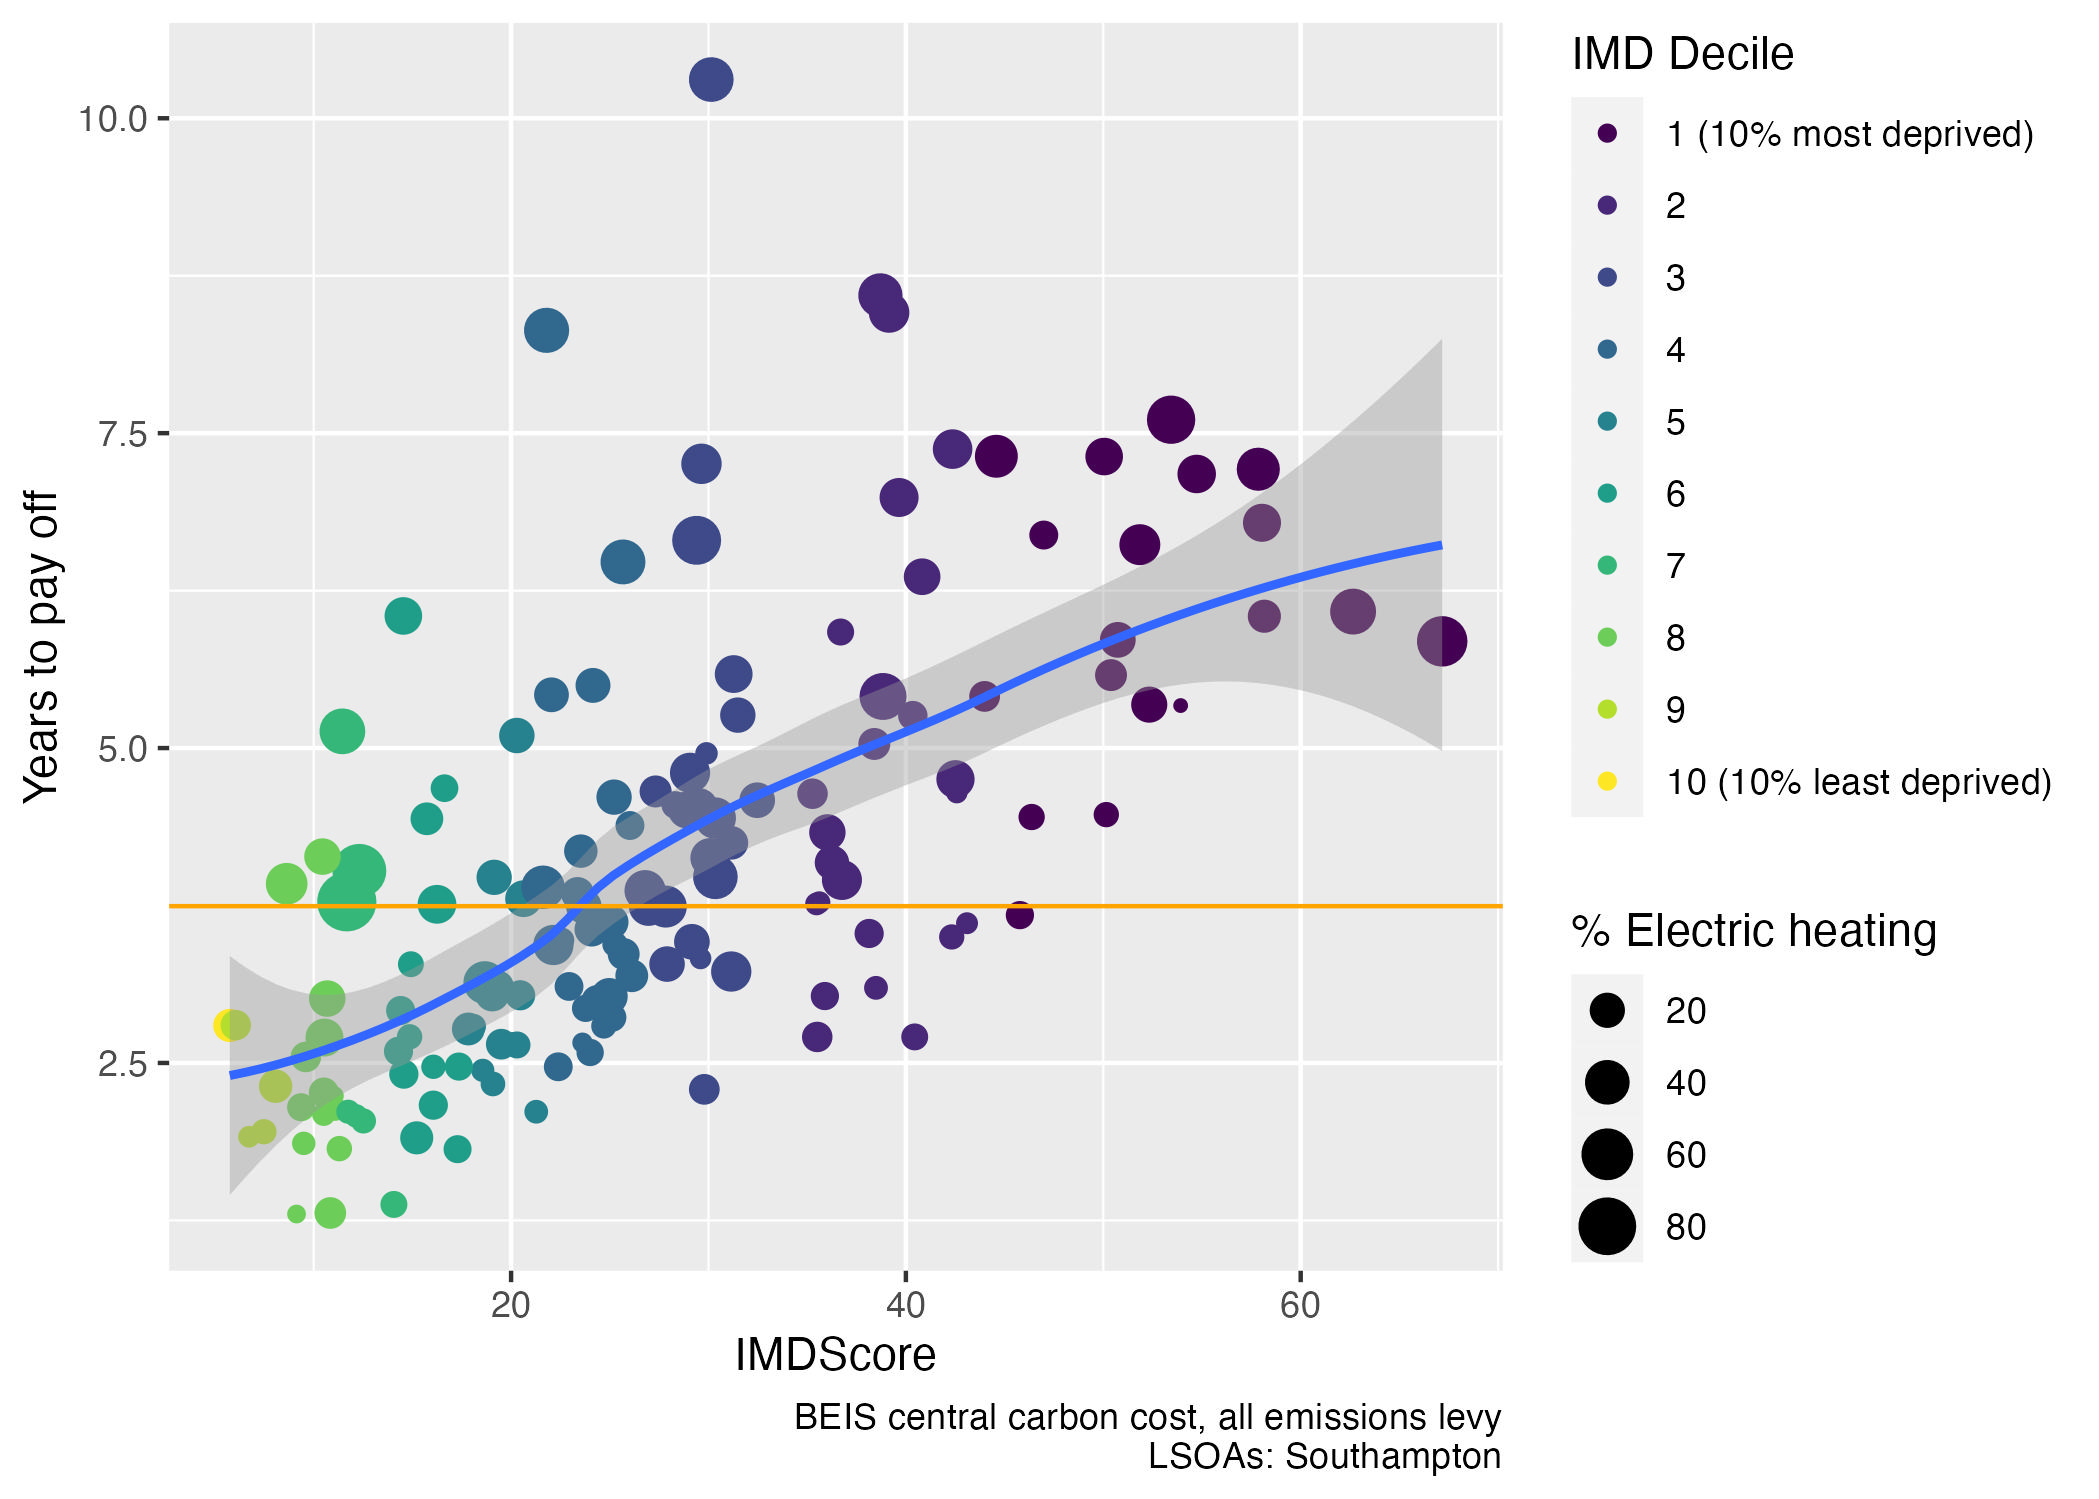 10.0
7.5
5.0
2.5
Years to pay off
20
40
60
IMDScore
BEIS central carbon cost, all emissions levy
LSOAs: Southampton
IMD Decile
1 (10% most deprived)
2
3
4
5
6
7
8
9
10 (10% least deprived)
% Electric heating
20
40
60
80